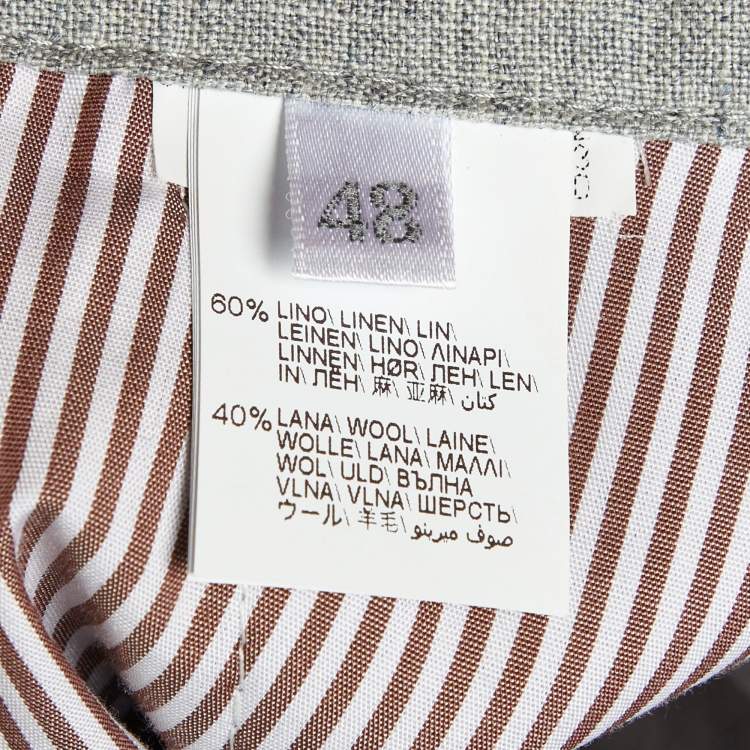 48
60% LINO\ LINEN\ LIN\
LEINEN\ LINO\ ΛΙΝΑΡΙ\
LINNEN\ HØR\ ЛЕН\ LEN\
IN\ ЛЕН\ 麻\ 亚麻\ كتان
40% LANA\ WOOL\ LAINE\
WOLLE\ LANA\ ΜΑΛΛΙ\
WOL\ ULD\ ВЪЛНА
VLNA\ VLNA\ ШЕРСТЬ\
ウール\ 羊毛\ صوف ميرينو